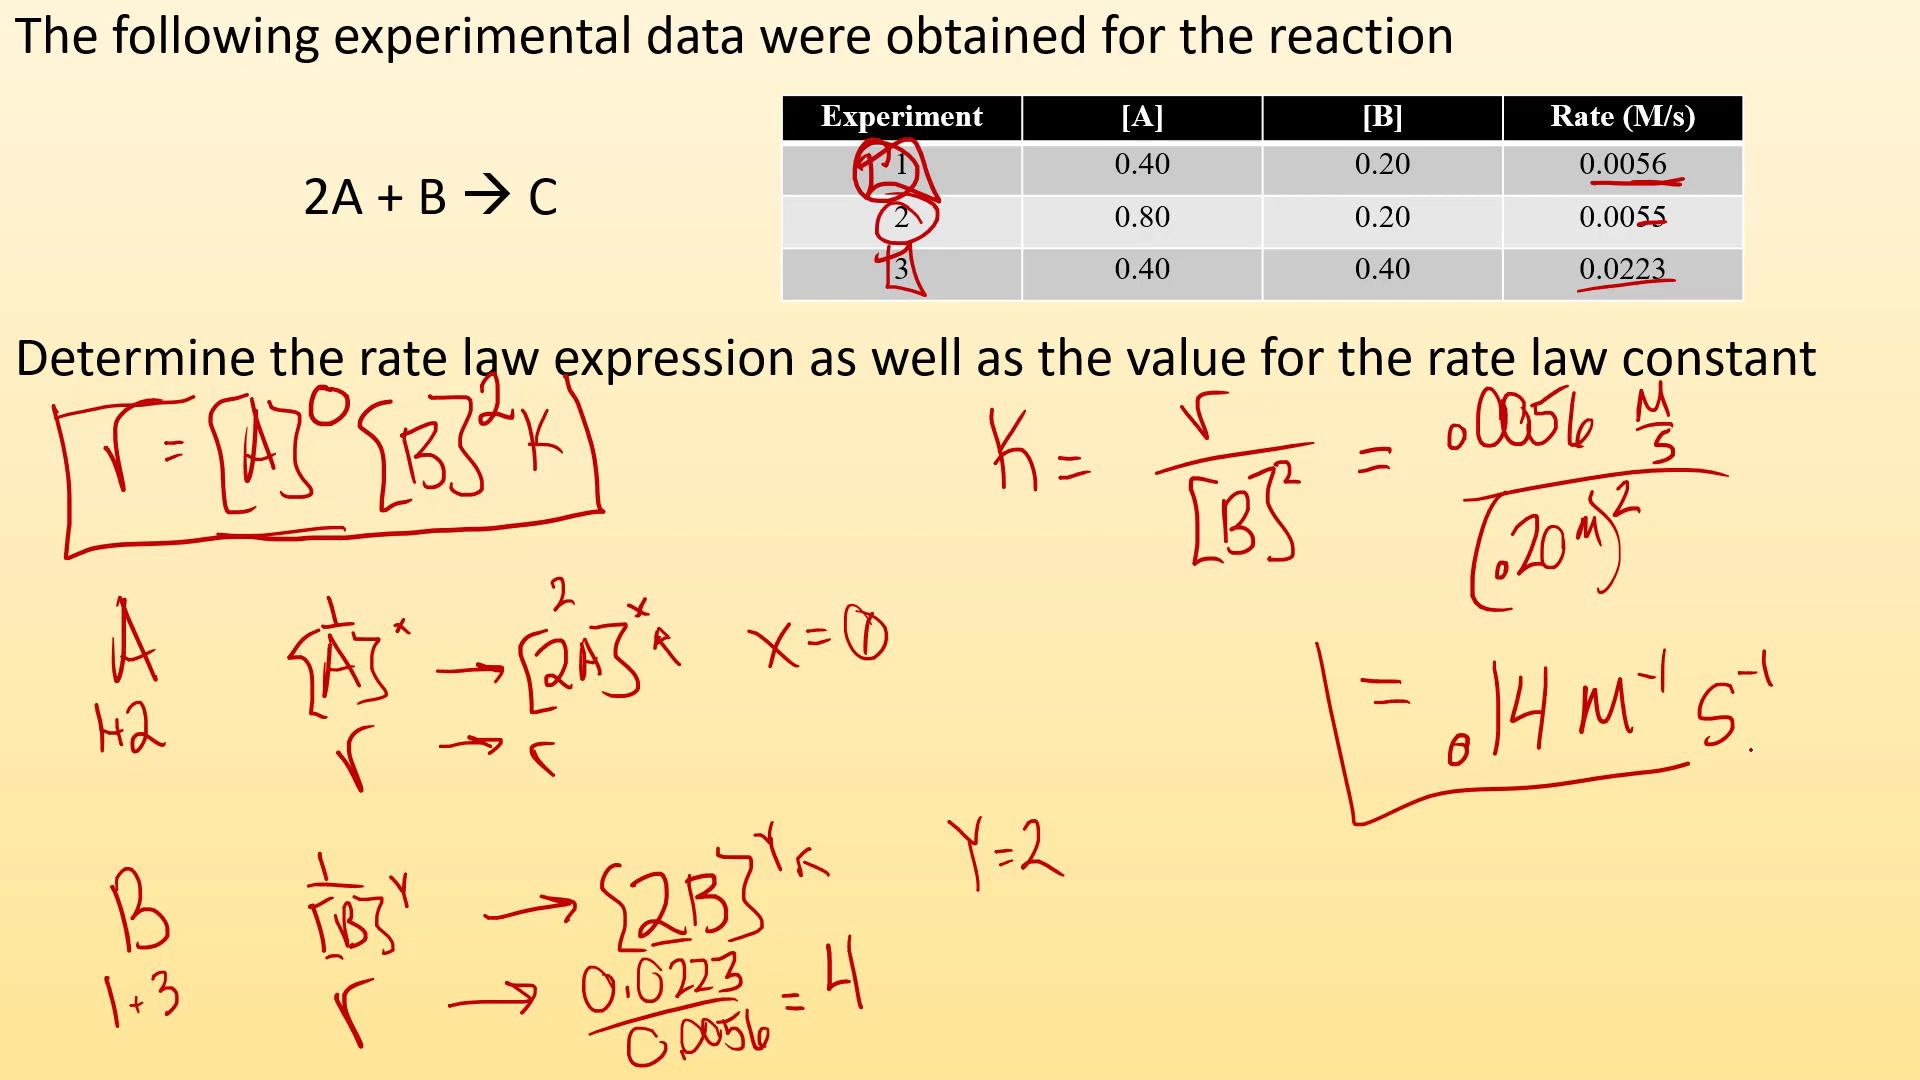 The following experimental data were obtained for the reaction
2A + B → C
Experiment [A] [B] Rate (M/s)
1 0.40 0.20 0.0056
2 0.80 0.20 0.0055
3 0.40 0.40 0.0223
Determine the rate law expression as well as the value for the rate law constant
r = [A]^0 [B]^2 K
K = r / [B]^2 = .0056 M/s / (.20 M)^2
= .14 M^-1 S^-1
A 1 [A]^x → 2 [2A]^x K x = 
1+2 r → r
B 1 [B]^Y → [2B]^Y K Y = 2
1+3 r → 0.0223 / 0.0056 = 4